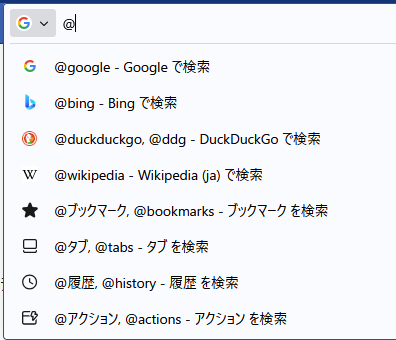 @
@google - Google で検索
@bing - Bing で検索
@duckduckgo, @ddg - DuckDuckGo で検索
@wikipedia - Wikipedia (ja) で検索
@ブックマーク, @bookmarks - ブックマーク を検索
@タブ, @tabs - タブ を検索
@履歴, @history - 履歴 を検索
@アクション, @actions - アクション を検索